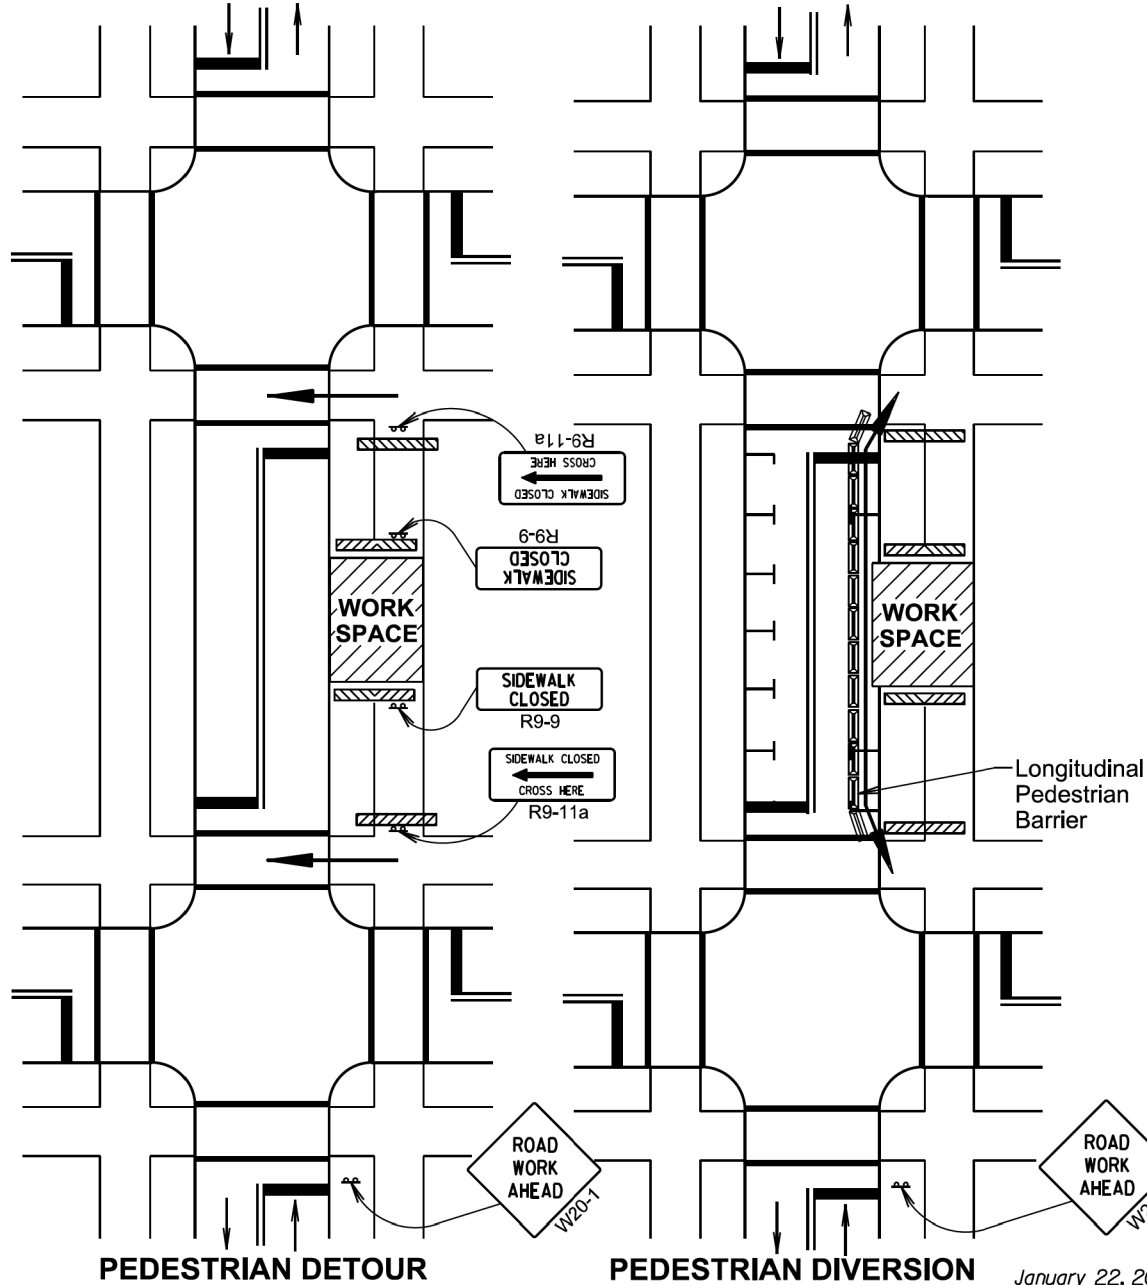 R9-11a
SIDEWALK CLOSED
CROSS HERE
R9-9
SIDEWALK
CLOSED
WORK
SPACE
SIDEWALK
CLOSED
R9-9
SIDEWALK CLOSED
CROSS HERE
R9-11a
ROAD
WORK
AHEAD
W20-1
PEDESTRIAN DETOUR
WORK
SPACE
Longitudinal
Pedestrian
Barrier
ROAD
WORK
AHEAD
PEDESTRIAN DIVERSION
January 22, 20